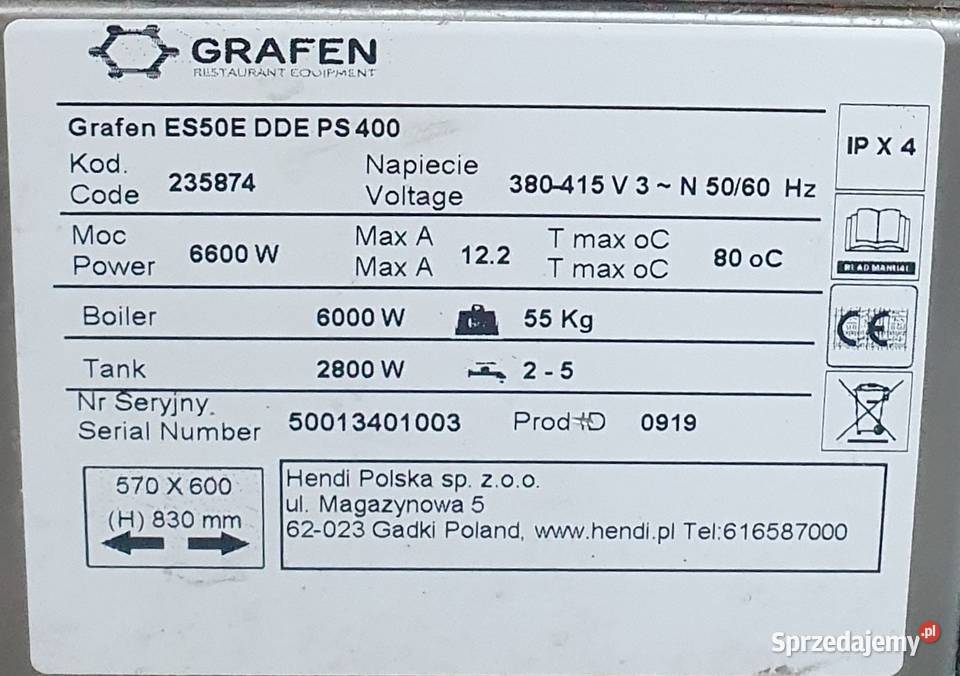 GRAFEN
RESTAURANT EQUIPMENT
Grafen ES50E DDE PS 400
IP X 4
Kod.
Code
235874
Napiecie
Voltage
380-415 V 3 ~ N 50/60 Hz
Moc
Power
6600 W
Max A
Max A
12.2
T max oC
T max oC
80 oC
READ MANUAL
Boiler 6000 W 55 Kg
CE
Tank 2800 W 2 - 5
Nr Seryjny.
Serial Number
50013401003 Prod #D 0919
570 X 600
(H) 830 mm
Hendi Polska sp. z.o.o.
ul. Magazynowa 5
62-023 Gadki Poland, www.hendi.pl Tel:616587000
Sprzedajemy.pl